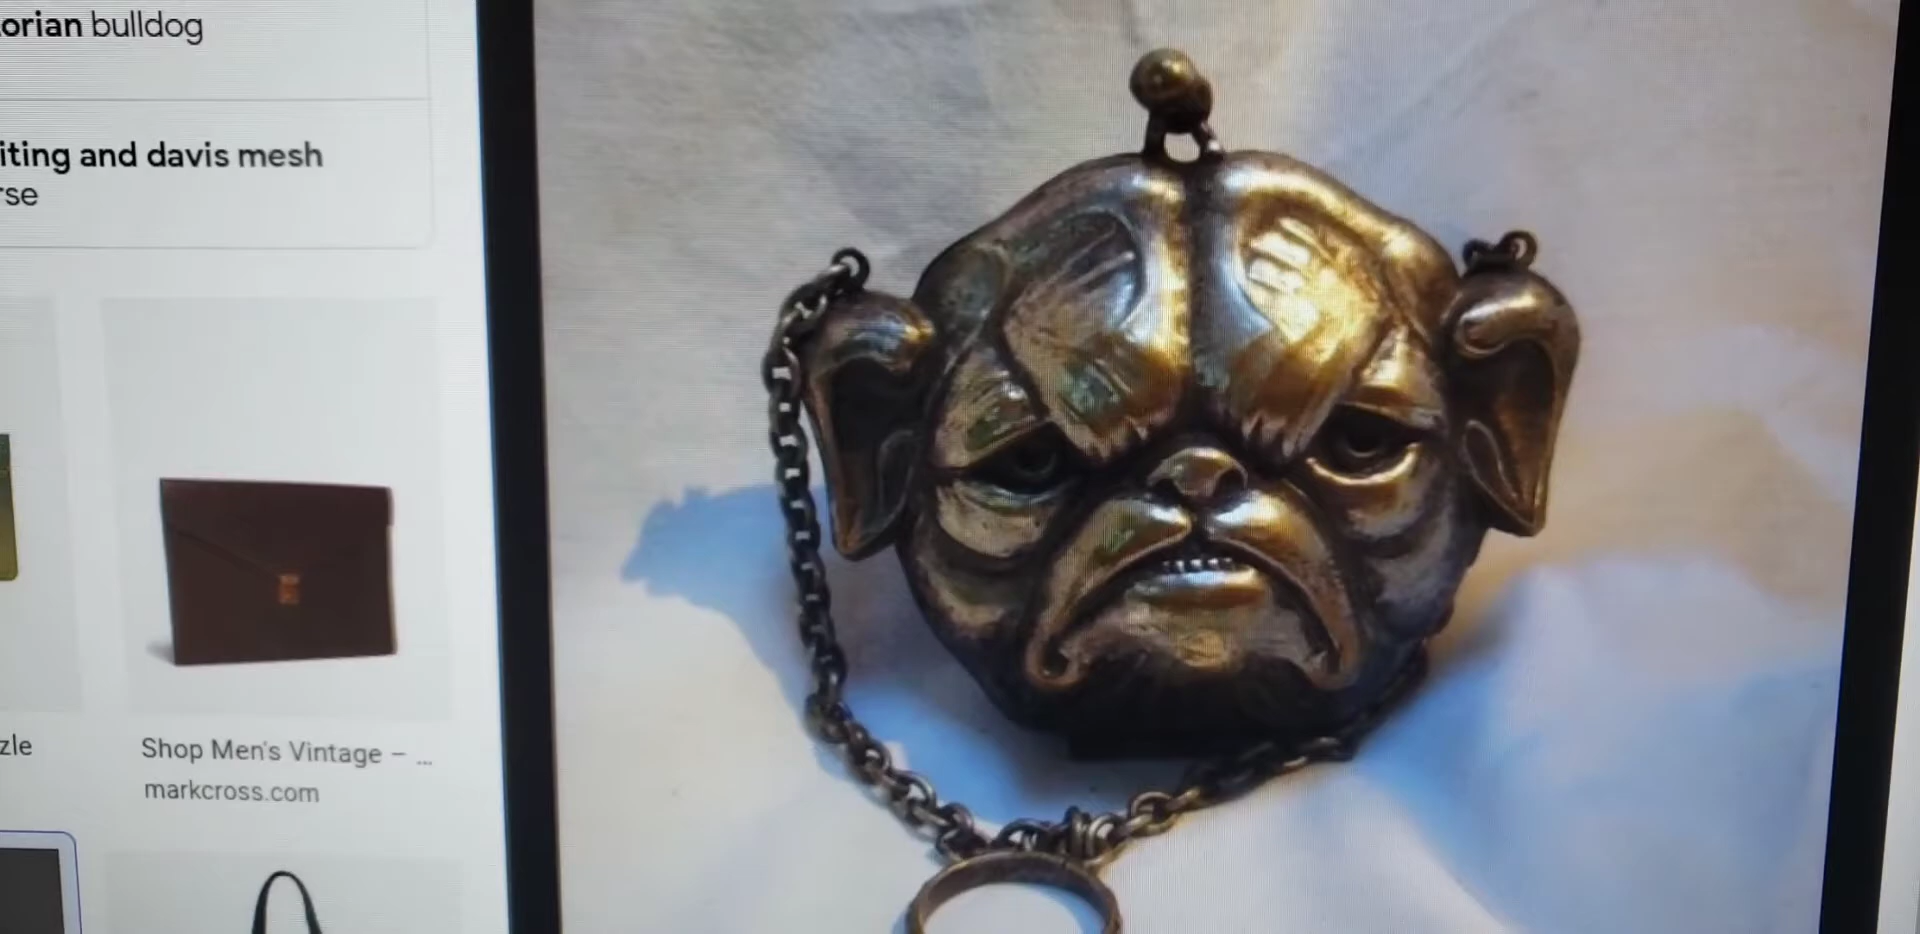 orian bulldog
iting and davis mesh
rse
zle
Shop Men's Vintage – ...
markcross.com